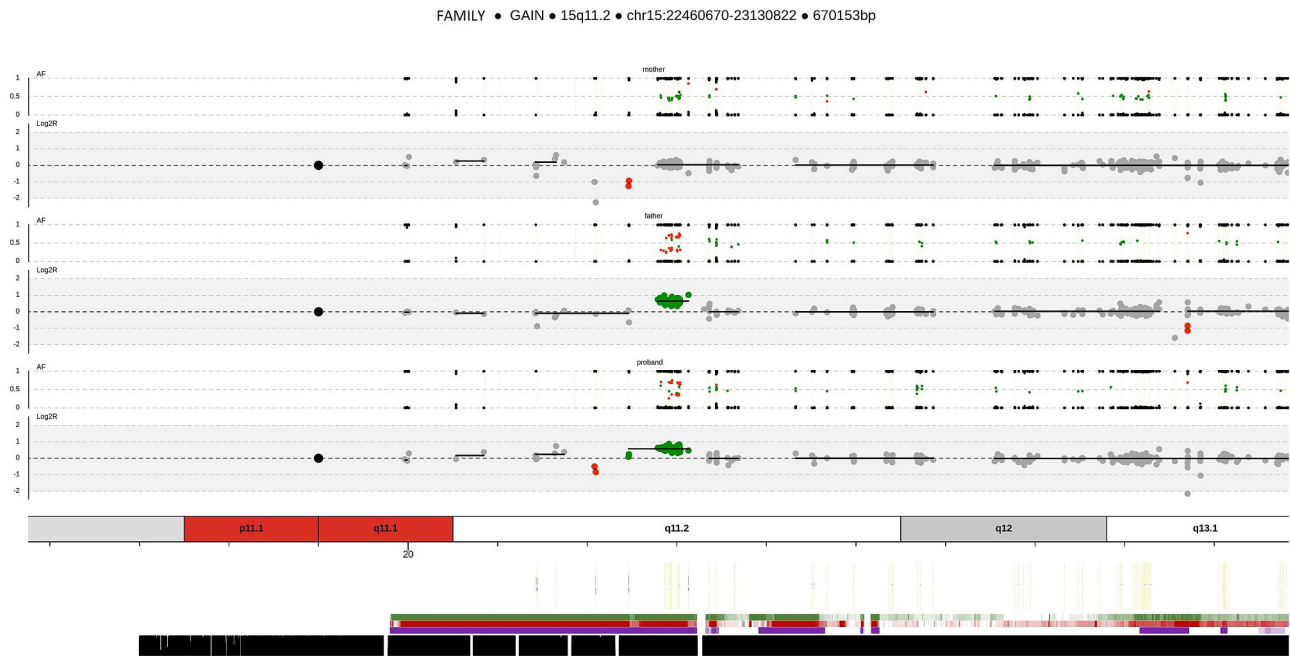 FAMILY ● GAIN ● 15q11.2 ● chr15:22460670-23130822 ● 670153bp
mother
AF
1
0.5
0
Log2R
2
1
0
-1
-2
father
AF
1
0.5
0
Log2R
2
1
0
-1
-2
proband
AF
1
0.5
0
Log2R
2
1
0
-1
-2
p11.1 q11.1 q11.2 q12 q13.1
20